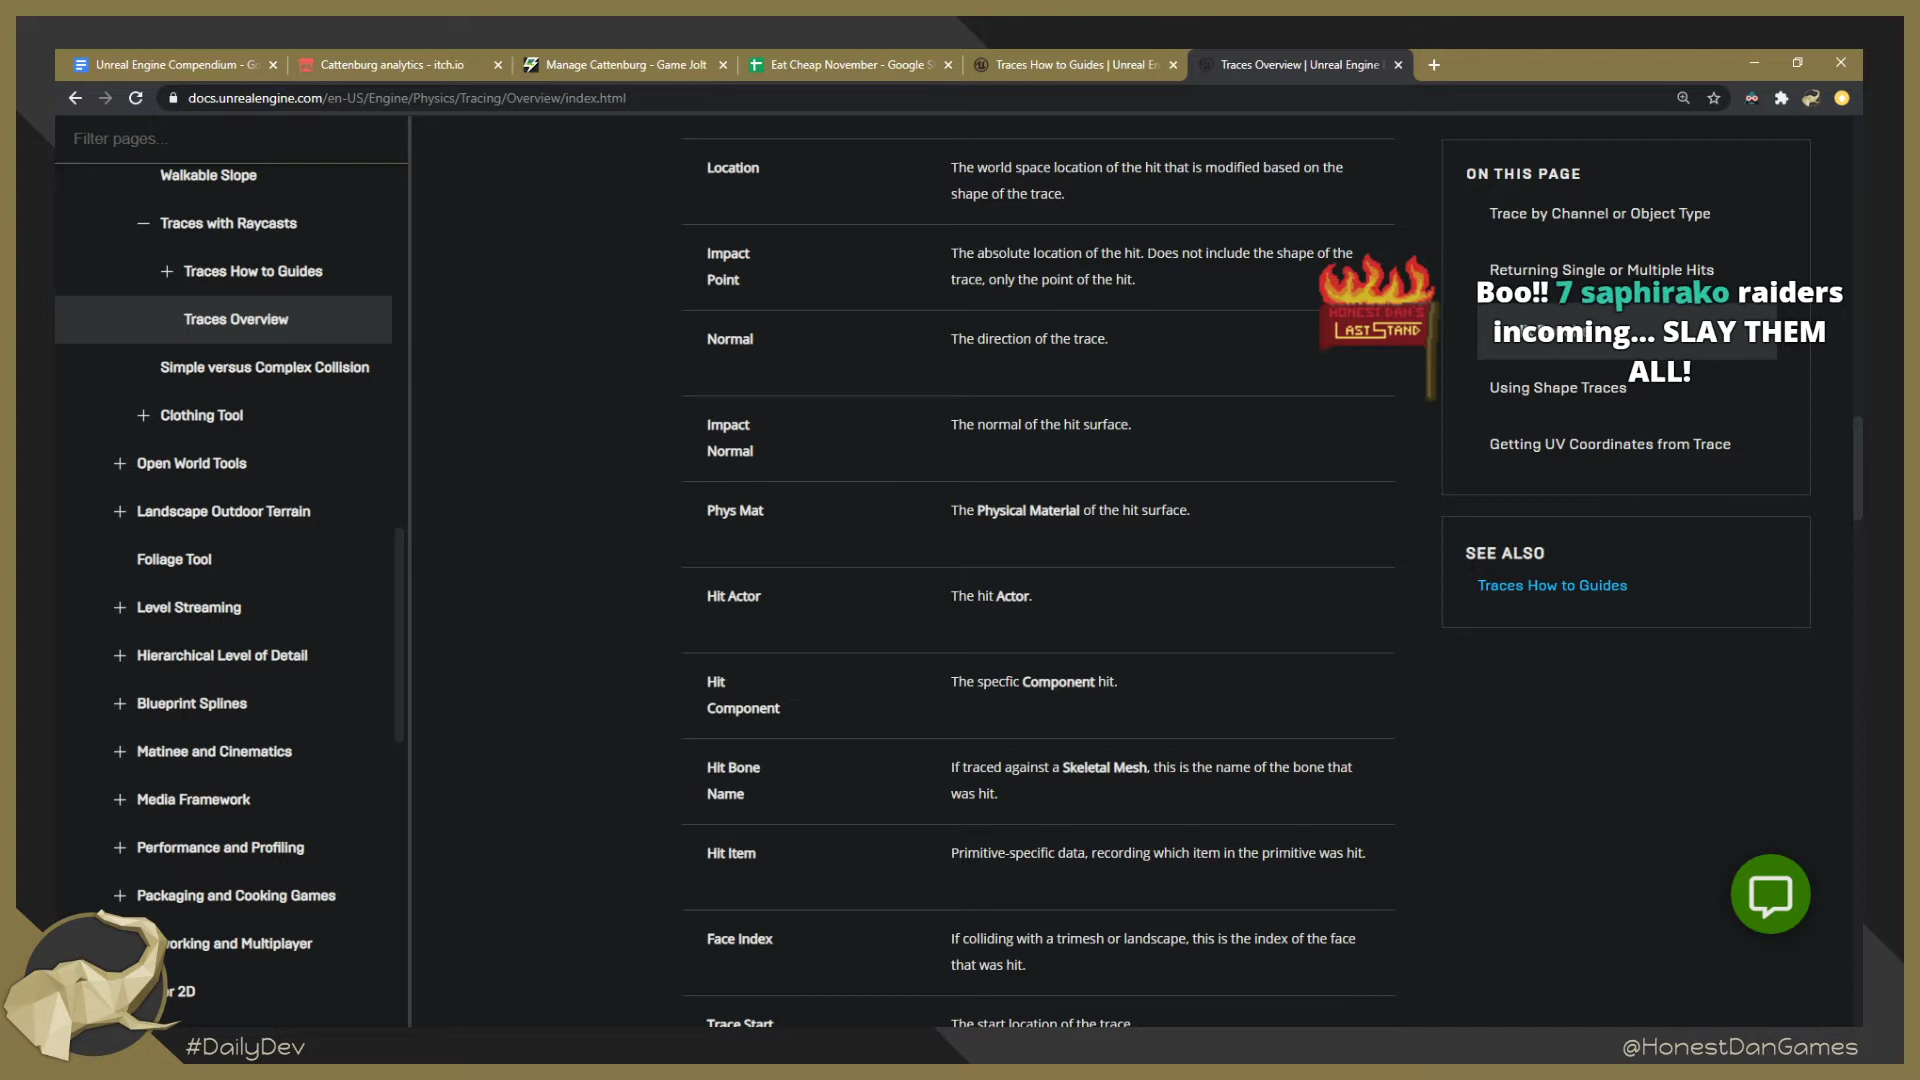 Unreal Engine Compendium - Go
Cattenburg analytics - itch.io
Manage Cattenburg - Game Jolt
Eat Cheap November - Google S
Traces How to Guides | Unreal En
Traces Overview | Unreal Engine
docs.unrealengine.com/en-US/Engine/Physics/Tracing/Overview/index.html
Filter pages...
Walkable Slope
Traces with Raycasts
Traces How to Guides
Traces Overview
Simple versus Complex Collision
Clothing Tool
Open World Tools
Landscape Outdoor Terrain
Foliage Tool
Level Streaming
Hierarchical Level of Detail
Blueprint Splines
Matinee and Cinematics
Media Framework
Performance and Profiling
Packaging and Cooking Games
orking and Multiplayer
r 2D
Location
The world space location of the hit that is modified based on the
shape of the trace.
Impact
Point
The absolute location of the hit. Does not include the shape of the
trace, only the point of the hit.
Normal
The direction of the trace.
Impact
Normal
The normal of the hit surface.
Phys Mat
The Physical Material of the hit surface.
Hit Actor
The hit Actor.
Hit
Component
The specfic Component hit.
Hit Bone
Name
If traced against a Skeletal Mesh, this is the name of the bone that
was hit.
Hit Item
Primitive-specific data, recording which item in the primitive was hit.
Face Index
If colliding with a trimesh or landscape, this is the index of the face
that was hit.
Trace Start
The start location of the trace.
ON THIS PAGE
Trace by Channel or Object Type
Returning Single or Multiple Hits
Using Shape Traces
Getting UV Coordinates from Trace
SEE ALSO
Traces How to Guides
HONEST DAN'S
LAST STAND
Boo!! 7 saphirako raiders
incoming... SLAY THEM
ALL!
#DailyDev
@HonestDanGames